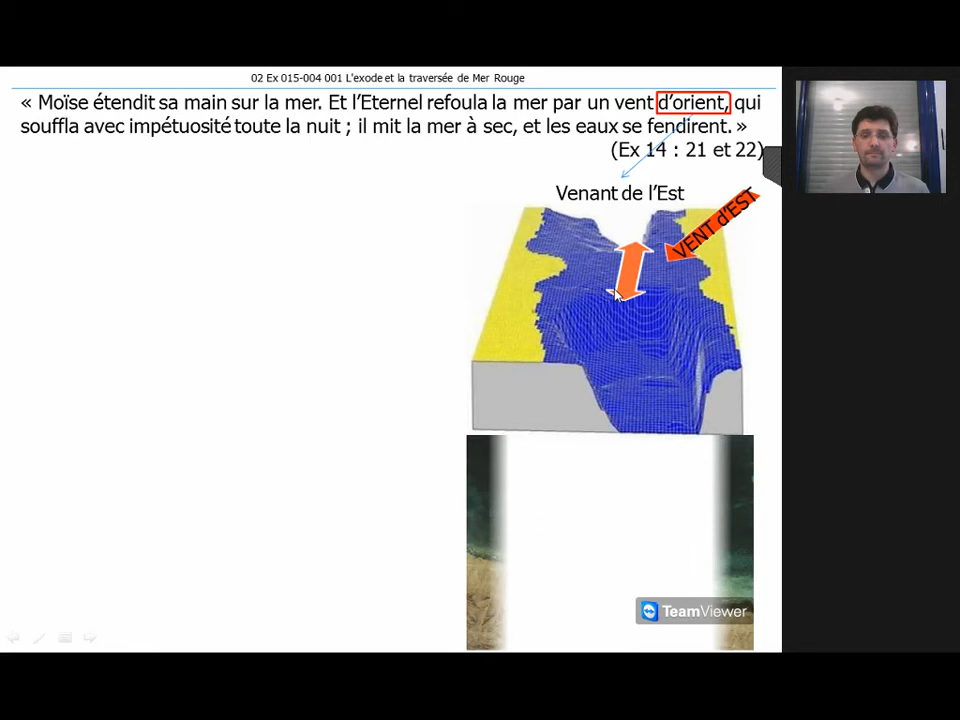 02 Ex 015-004 001 L'exode et la traversée de Mer Rouge
« Moïse étendit sa main sur la mer. Et l’Eternel refoula la mer par un vent d’orient, qui
souffla avec impétuosité toute la nuit ; il mit la mer à sec, et les eaux se fendirent. »
(Ex 14 : 21 et 22)
Venant de l’Est
VENT d'EST
TeamViewer